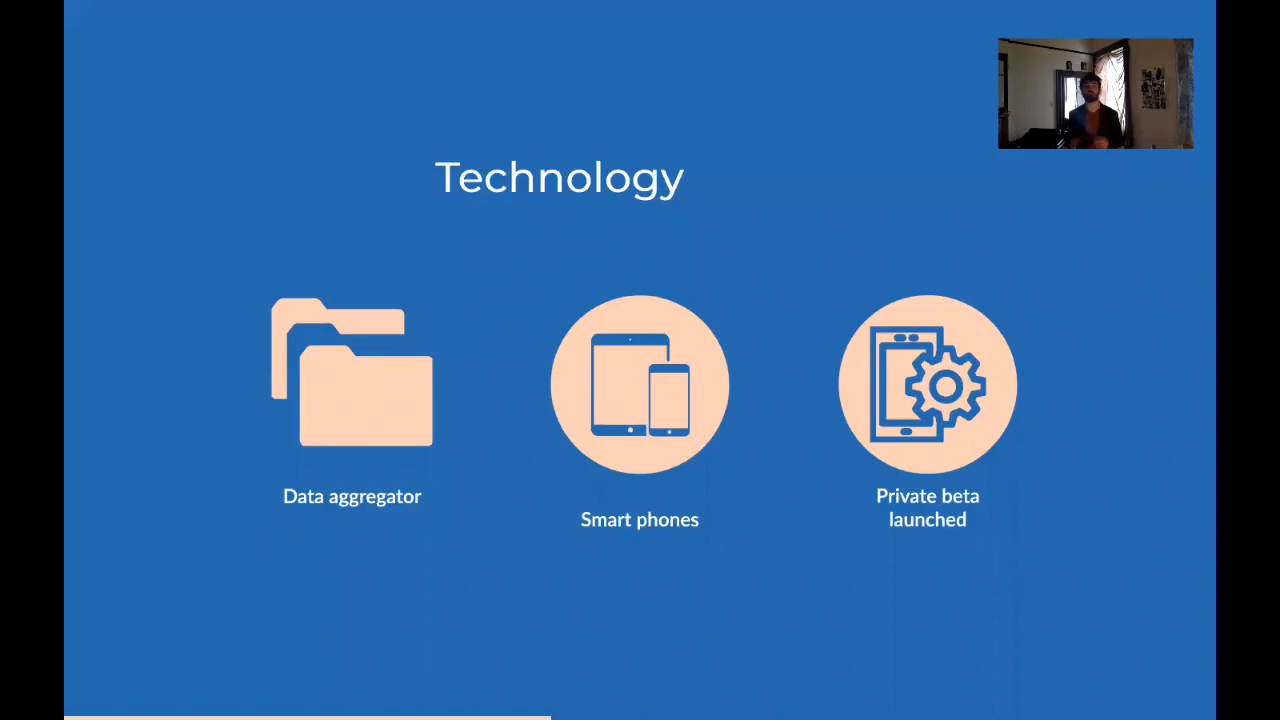 Technology
Data aggregator
Smart phones
Private beta
launched